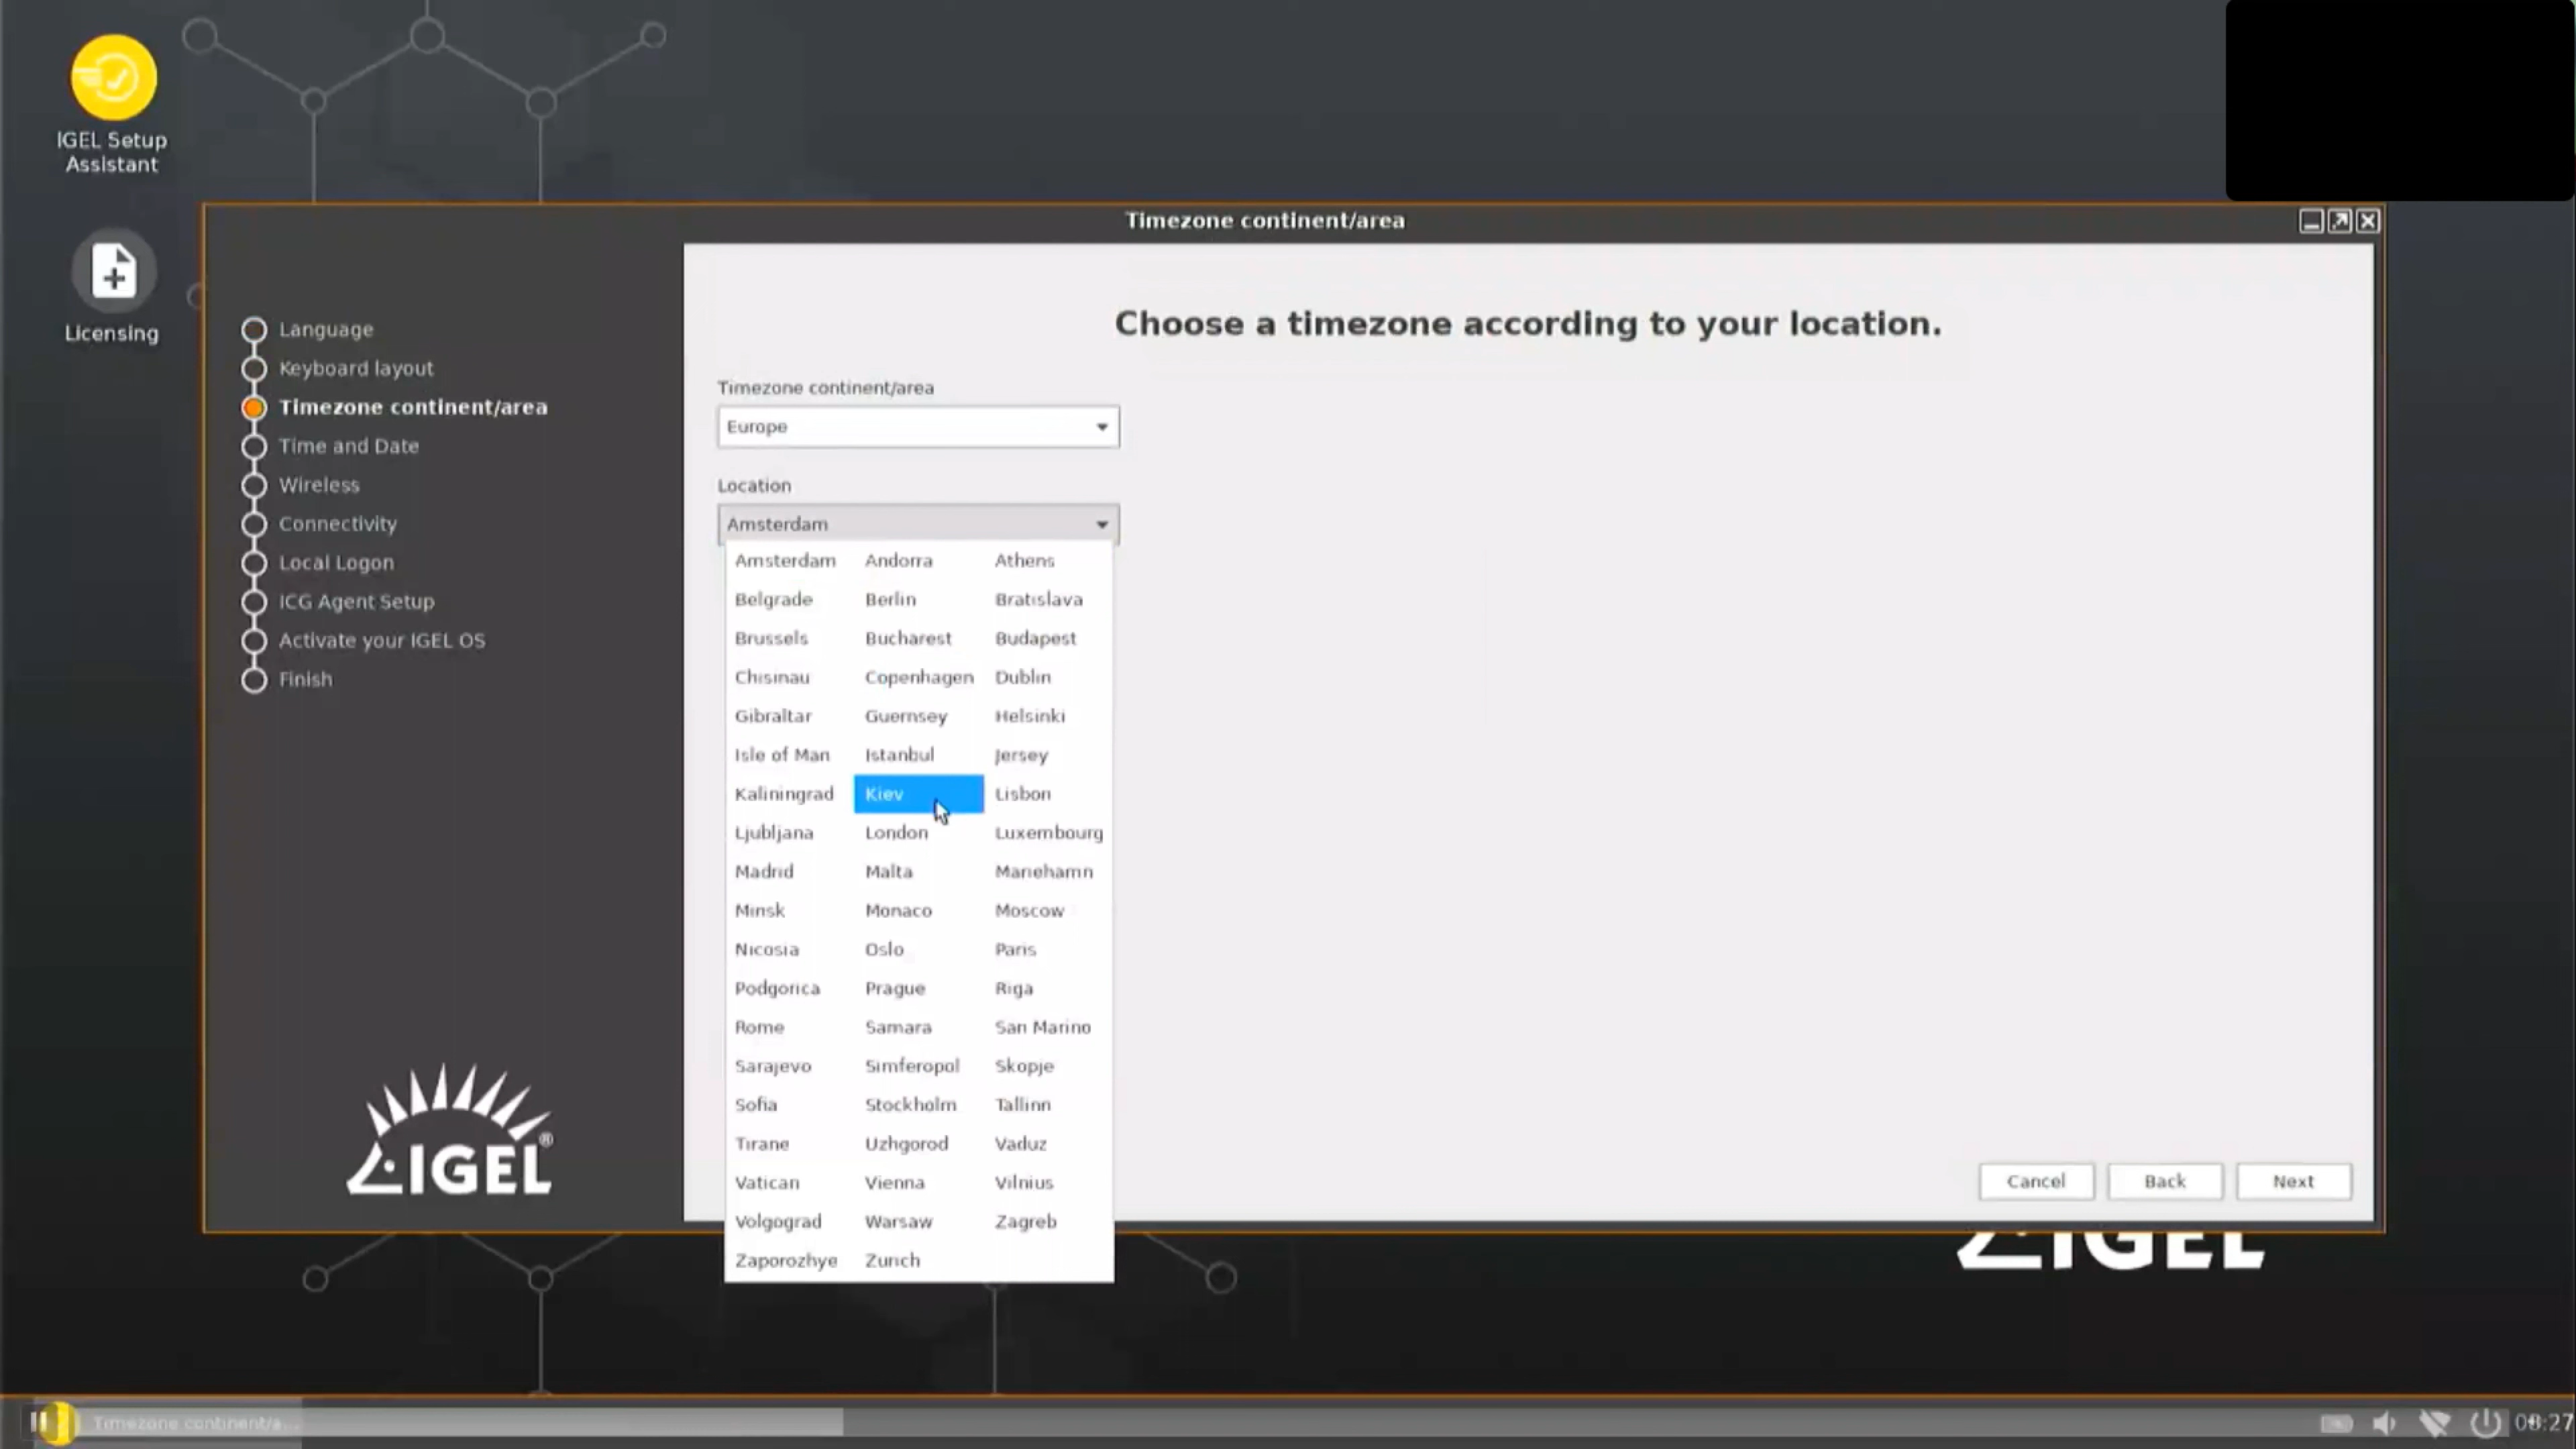 IGEL Setup
Assistant
Licensing
Timezone continent/area
Language
Keyboard layout
Timezone continent/area
Time and Date
Wireless
Connectivity
Local Logon
ICG Agent Setup
Activate your IGEL OS
Finish
IGEL®
Choose a timezone according to your location.
Timezone continent/area
Europe
Location
Amsterdam
Amsterdam Andorra Athens
Belgrade Berlin Bratislava
Brussels Bucharest Budapest
Chisinau Copenhagen Dublin
Gibraltar Guernsey Helsinki
Isle of Man Istanbul Jersey
Kaliningrad Kiev Lisbon
Ljubljana London Luxembourg
Madrid Malta Mariehamn
Minsk Monaco Moscow
Nicosia Oslo Paris
Podgorica Prague Riga
Rome Samara San Marino
Sarajevo Simferopol Skopje
Sofia Stockholm Tallinn
Tirane Uzhgorod Vaduz
Vatican Vienna Vilnius
Volgograd Warsaw Zagreb
Zaporozhye Zurich
Cancel Back Next
IGEL
Timezone continent/a...